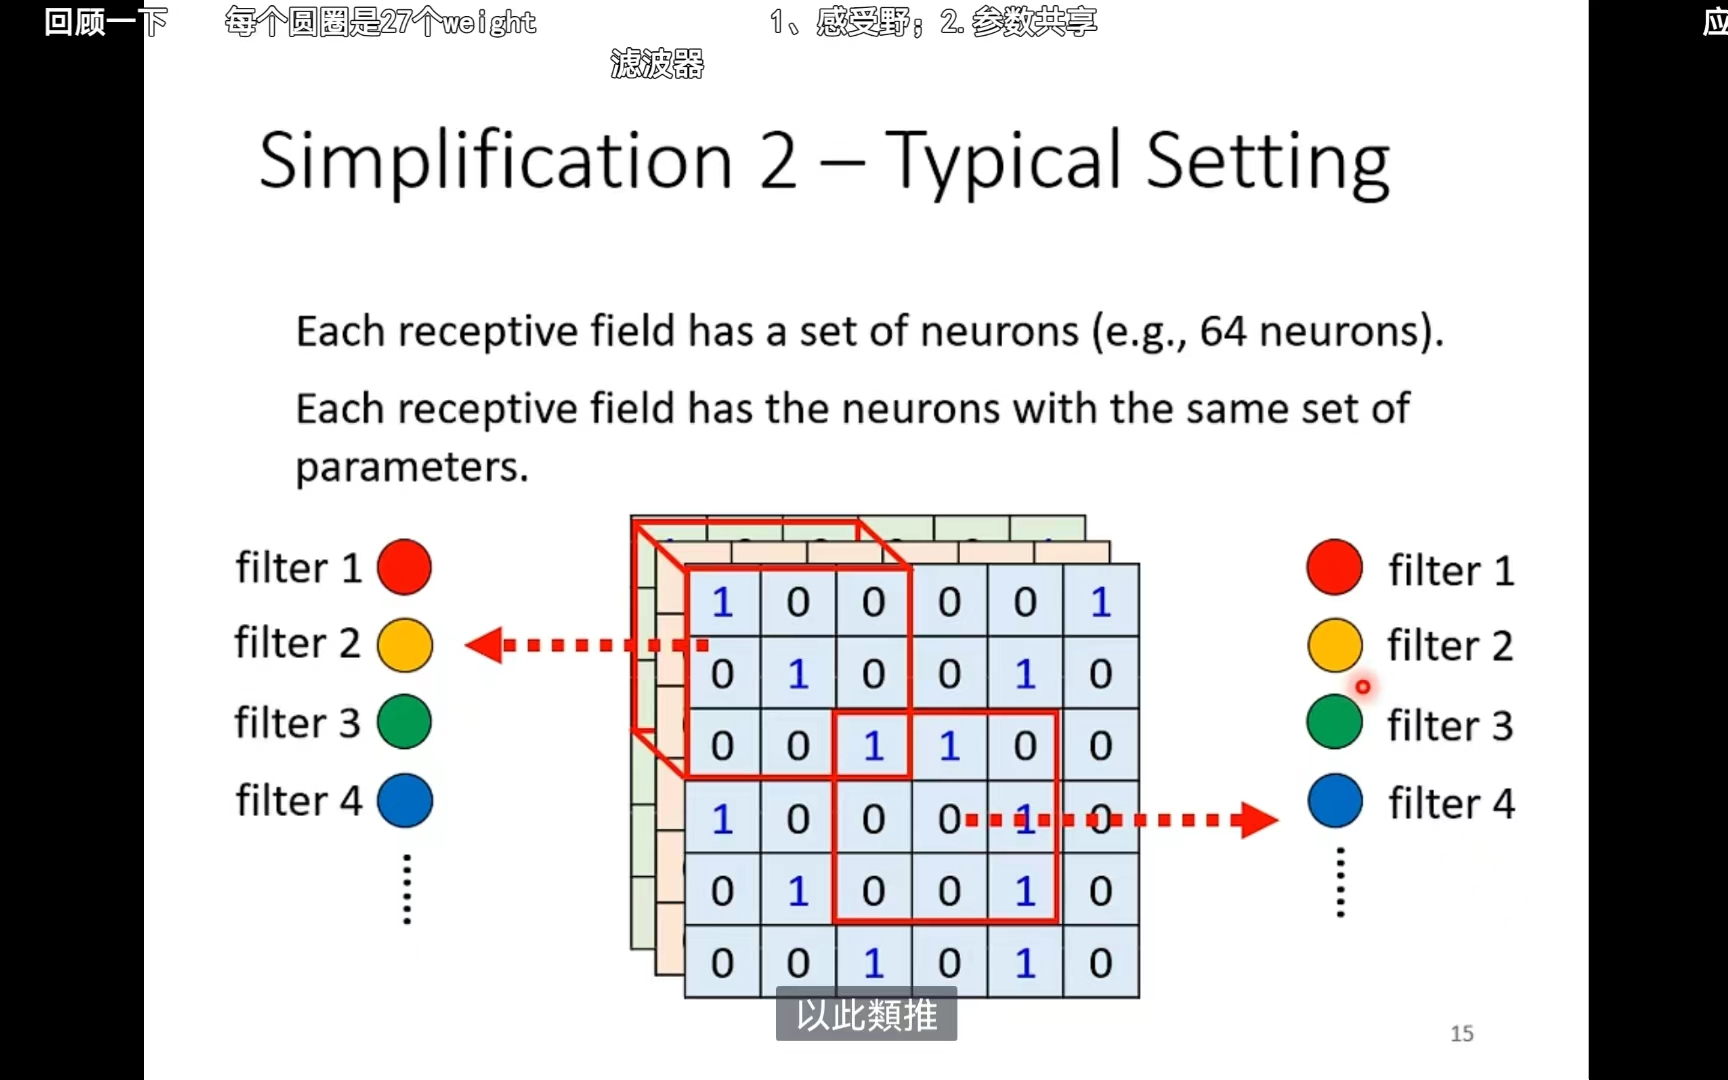 回顾一下 每个圆圈是27个weight 1、感受野；2.参数共享 应
滤波器
Simplification 2 – Typical Setting
Each receptive field has a set of neurons (e.g., 64 neurons).
Each receptive field has the neurons with the same set of
parameters.
filter 1
filter 2
filter 3
filter 4
1 0 0 0 0 1
0 1 0 0 1 0
0 0 1 1 0 0
1 0 0 0 1 0
0 1 0 0 1 0
0 0 1 0 1 0
filter 1
filter 2
filter 3
filter 4
以此類推
15